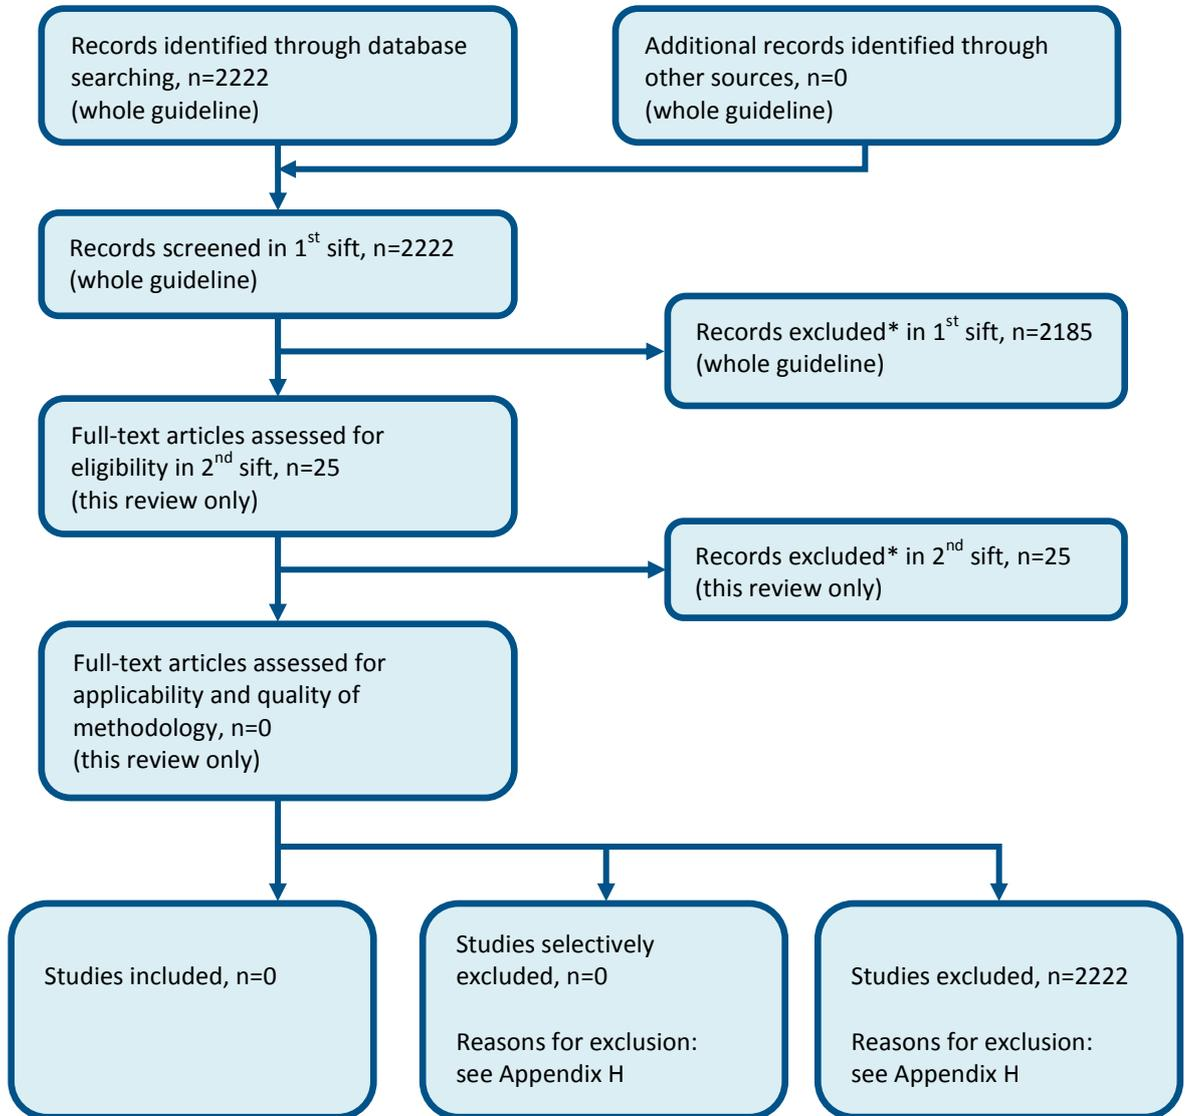 Records identified through database
searching, n=2222
(whole guideline)
Additional records identified through
other sources, n=0
(whole guideline)
Records screened in 1st sift, n=2222
(whole guideline)
Records excluded* in 1st sift, n=2185
(whole guideline)
Full-text articles assessed for
eligibility in 2nd sift, n=25
(this review only)
Records excluded* in 2nd sift, n=25
(this review only)
Full-text articles assessed for
applicability and quality of
methodology, n=0
(this review only)
Studies included, n=0
Studies selectively
excluded, n=0
Reasons for exclusion:
see Appendix H
Studies excluded, n=2222
Reasons for exclusion:
see Appendix H